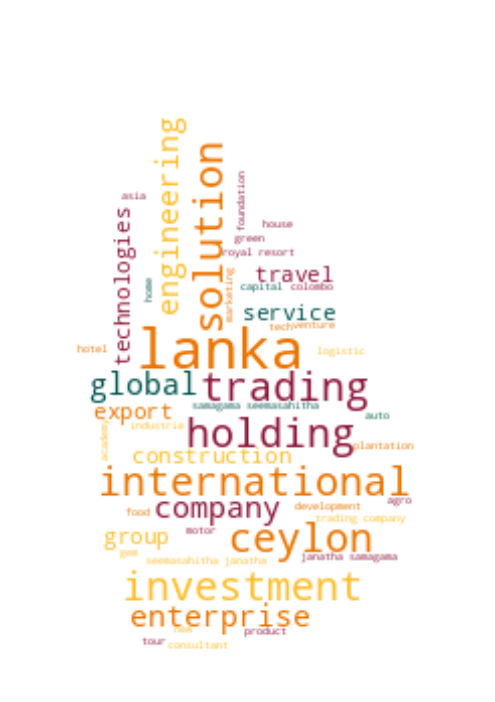 engineering
solution
asia
foundation
technologies
house
green
royal resort
travel
home
marketing
capital
colombo
service
tech
venture
lanka
hotel
logistic
global
trading
export
samagama seemasahitha
auto
industrie
holding
academy
plantation
construction
international
agro
company
food
development
trading company
motor
group
ceylon
gem
janatha samagama
seemasahitha janatha
investment
enterprise
new
product
tour
consultant